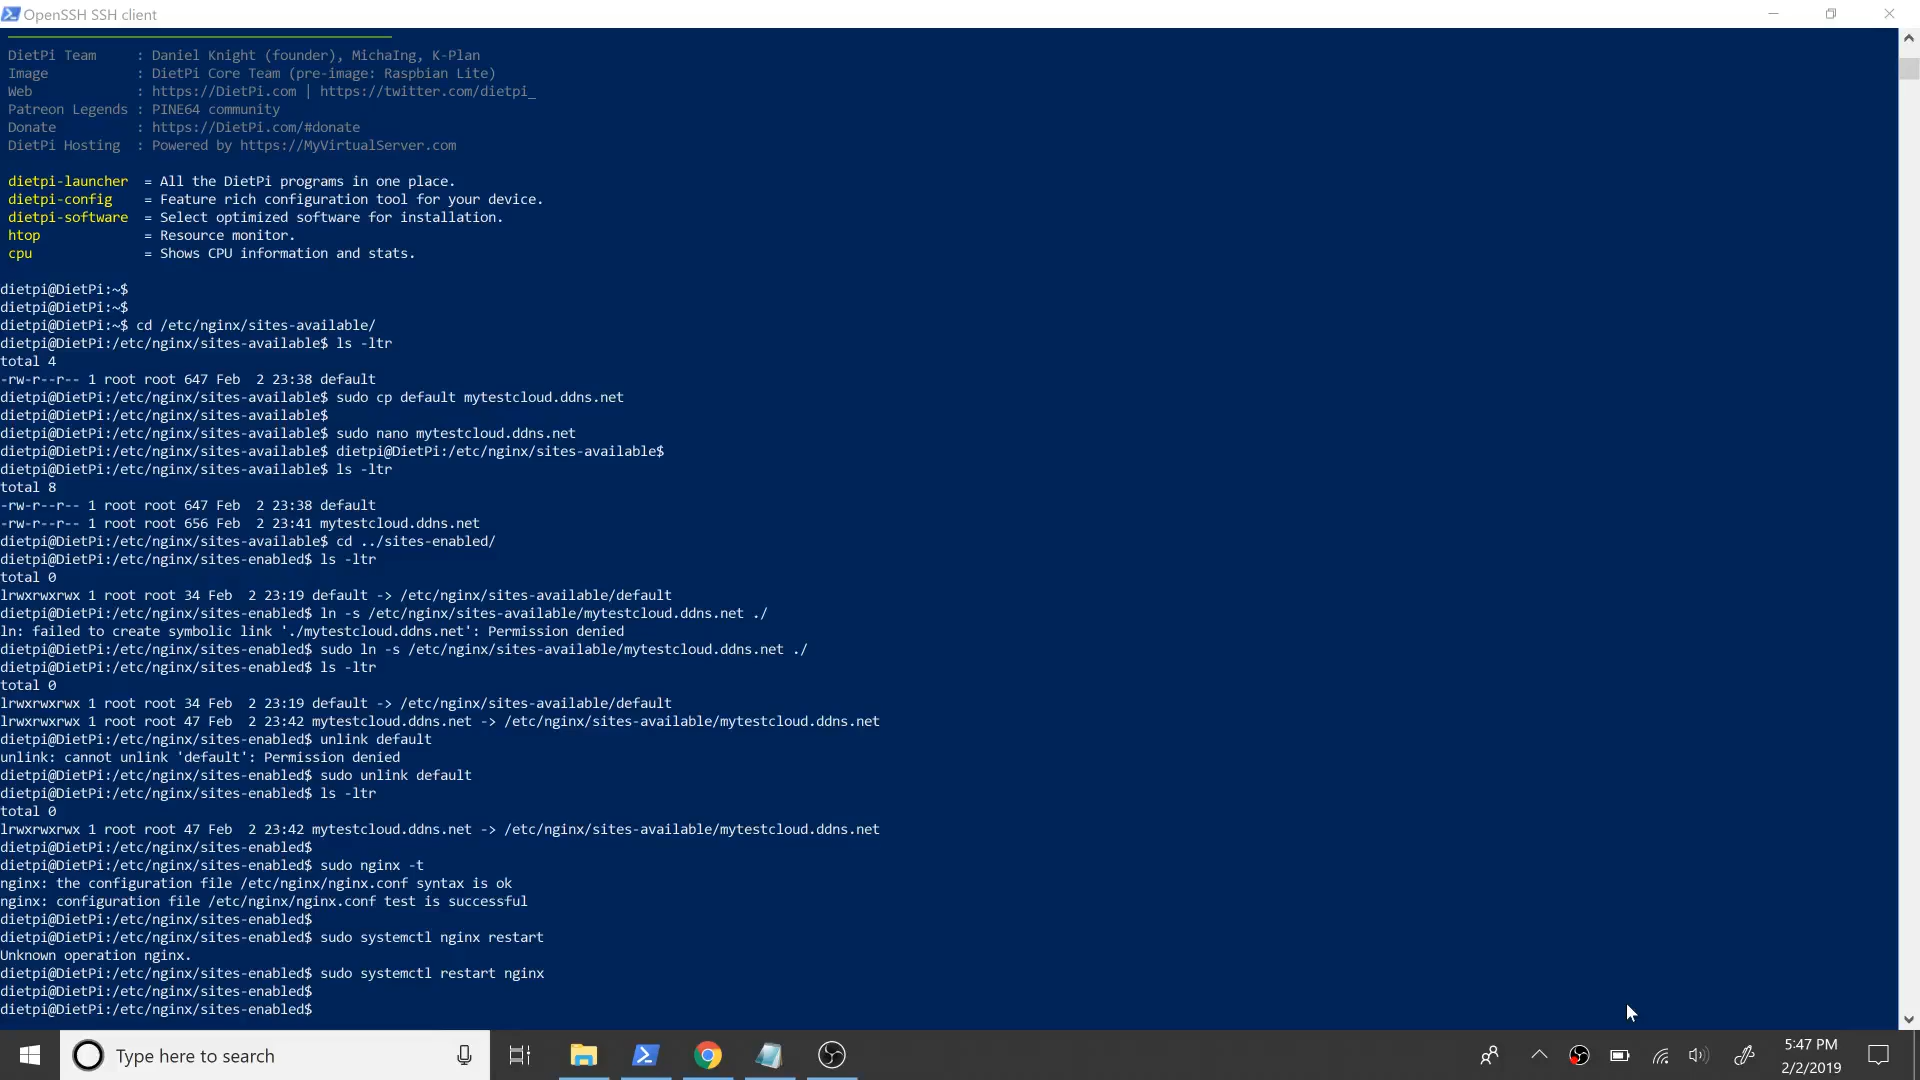 OpenSSH SSH client
DietPi Team     : Daniel Knight (founder), MichaIng, K-Plan
Image           : DietPi Core Team (pre-image: Raspbian Lite)
Web             : https://DietPi.com | https://twitter.com/dietpi_
Patreon Legends : PINE64 community
Donate          : https://DietPi.com/#donate
DietPi Hosting  : Powered by https://MyVirtualServer.com
dietpi-launcher  = All the DietPi programs in one place.
dietpi-config    = Feature rich configuration tool for your device.
dietpi-software  = Select optimized software for installation.
htop             = Resource monitor.
cpu              = Shows CPU information and stats.
dietpi@DietPi:~$
dietpi@DietPi:~$
dietpi@DietPi:~$ cd /etc/nginx/sites-available/
dietpi@DietPi:/etc/nginx/sites-available$ ls -ltr
total 4
-rw-r--r-- 1 root root 647 Feb  2 23:38 default
dietpi@DietPi:/etc/nginx/sites-available$ sudo cp default mytestcloud.ddns.net
dietpi@DietPi:/etc/nginx/sites-available$
dietpi@DietPi:/etc/nginx/sites-available$ sudo nano mytestcloud.ddns.net
dietpi@DietPi:/etc/nginx/sites-available$ dietpi@DietPi:/etc/nginx/sites-available$
dietpi@DietPi:/etc/nginx/sites-available$ ls -ltr
total 8
-rw-r--r-- 1 root root 647 Feb  2 23:38 default
-rw-r--r-- 1 root root 656 Feb  2 23:41 mytestcloud.ddns.net
dietpi@DietPi:/etc/nginx/sites-available$ cd ../sites-enabled/
dietpi@DietPi:/etc/nginx/sites-enabled$ ls -ltr
total 0
lrwxrwxrwx 1 root root 34 Feb  2 23:19 default -> /etc/nginx/sites-available/default
dietpi@DietPi:/etc/nginx/sites-enabled$ ln -s /etc/nginx/sites-available/mytestcloud.ddns.net ./
ln: failed to create symbolic link './mytestcloud.ddns.net': Permission denied
dietpi@DietPi:/etc/nginx/sites-enabled$ sudo ln -s /etc/nginx/sites-available/mytestcloud.ddns.net ./
dietpi@DietPi:/etc/nginx/sites-enabled$ ls -ltr
total 0
lrwxrwxrwx 1 root root 34 Feb  2 23:19 default -> /etc/nginx/sites-available/default
lrwxrwxrwx 1 root root 47 Feb  2 23:42 mytestcloud.ddns.net -> /etc/nginx/sites-available/mytestcloud.ddns.net
dietpi@DietPi:/etc/nginx/sites-enabled$ unlink default
unlink: cannot unlink 'default': Permission denied
dietpi@DietPi:/etc/nginx/sites-enabled$ sudo unlink default
dietpi@DietPi:/etc/nginx/sites-enabled$ ls -ltr
total 0
lrwxrwxrwx 1 root root 47 Feb  2 23:42 mytestcloud.ddns.net -> /etc/nginx/sites-available/mytestcloud.ddns.net
dietpi@DietPi:/etc/nginx/sites-enabled$
dietpi@DietPi:/etc/nginx/sites-enabled$ sudo nginx -t
nginx: the configuration file /etc/nginx/nginx.conf syntax is ok
nginx: configuration file /etc/nginx/nginx.conf test is successful
dietpi@DietPi:/etc/nginx/sites-enabled$
dietpi@DietPi:/etc/nginx/sites-enabled$ sudo systemctl nginx restart
Unknown operation nginx.
dietpi@DietPi:/etc/nginx/sites-enabled$ sudo systemctl restart nginx
dietpi@DietPi:/etc/nginx/sites-enabled$
dietpi@DietPi:/etc/nginx/sites-enabled$
Type here to search
5:47 PM
2/2/2019